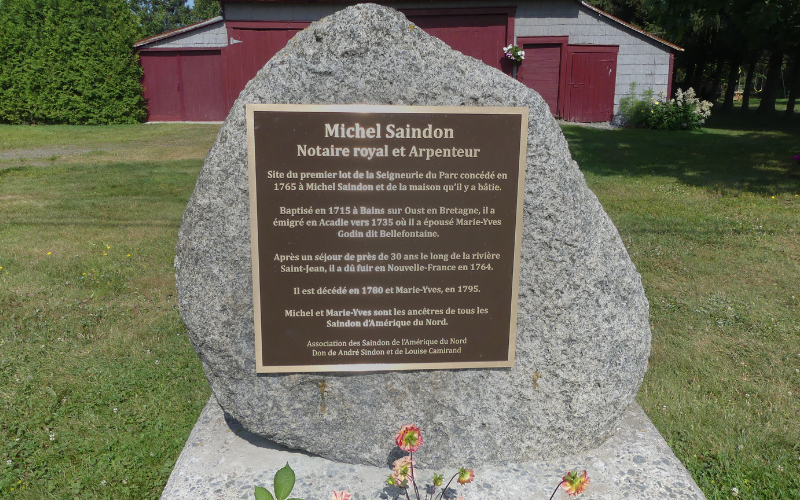 Michel Saindon
Notaire royal et Arpenteur
Site du premier lot de la Seigneurie du Parc concédé en
1765 à Michel Saindon et de la maison qu'il y a bâtie.
Baptisé en 1715 à Bains sur Oust en Bretagne, il a
émigré en Acadie vers 1735 où il a épousé Marie-Yves
Godin dit Bellefontaine.
Après un séjour de près de 30 ans le long de la rivière
Saint-Jean, il a dû fuir en Nouvelle-France en 1764.
Il est décédé en 1780 et Marie-Yves, en 1795.
Michel et Marie-Yves sont les ancêtres de tous les
Saindon d'Amérique du Nord.
Association des Saindon de l'Amérique du Nord
Don de André Sindon et de Louise Camirand